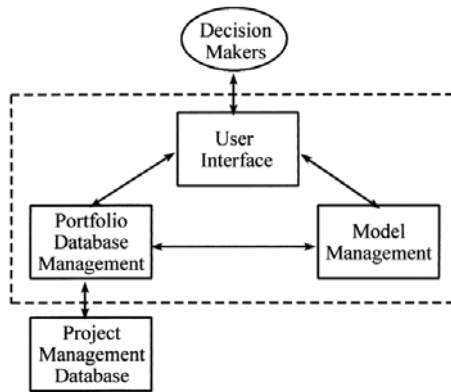 Decision
Makers
User
Interface
Portfolio
Database
Management
Model
Management
Project
Management
Database